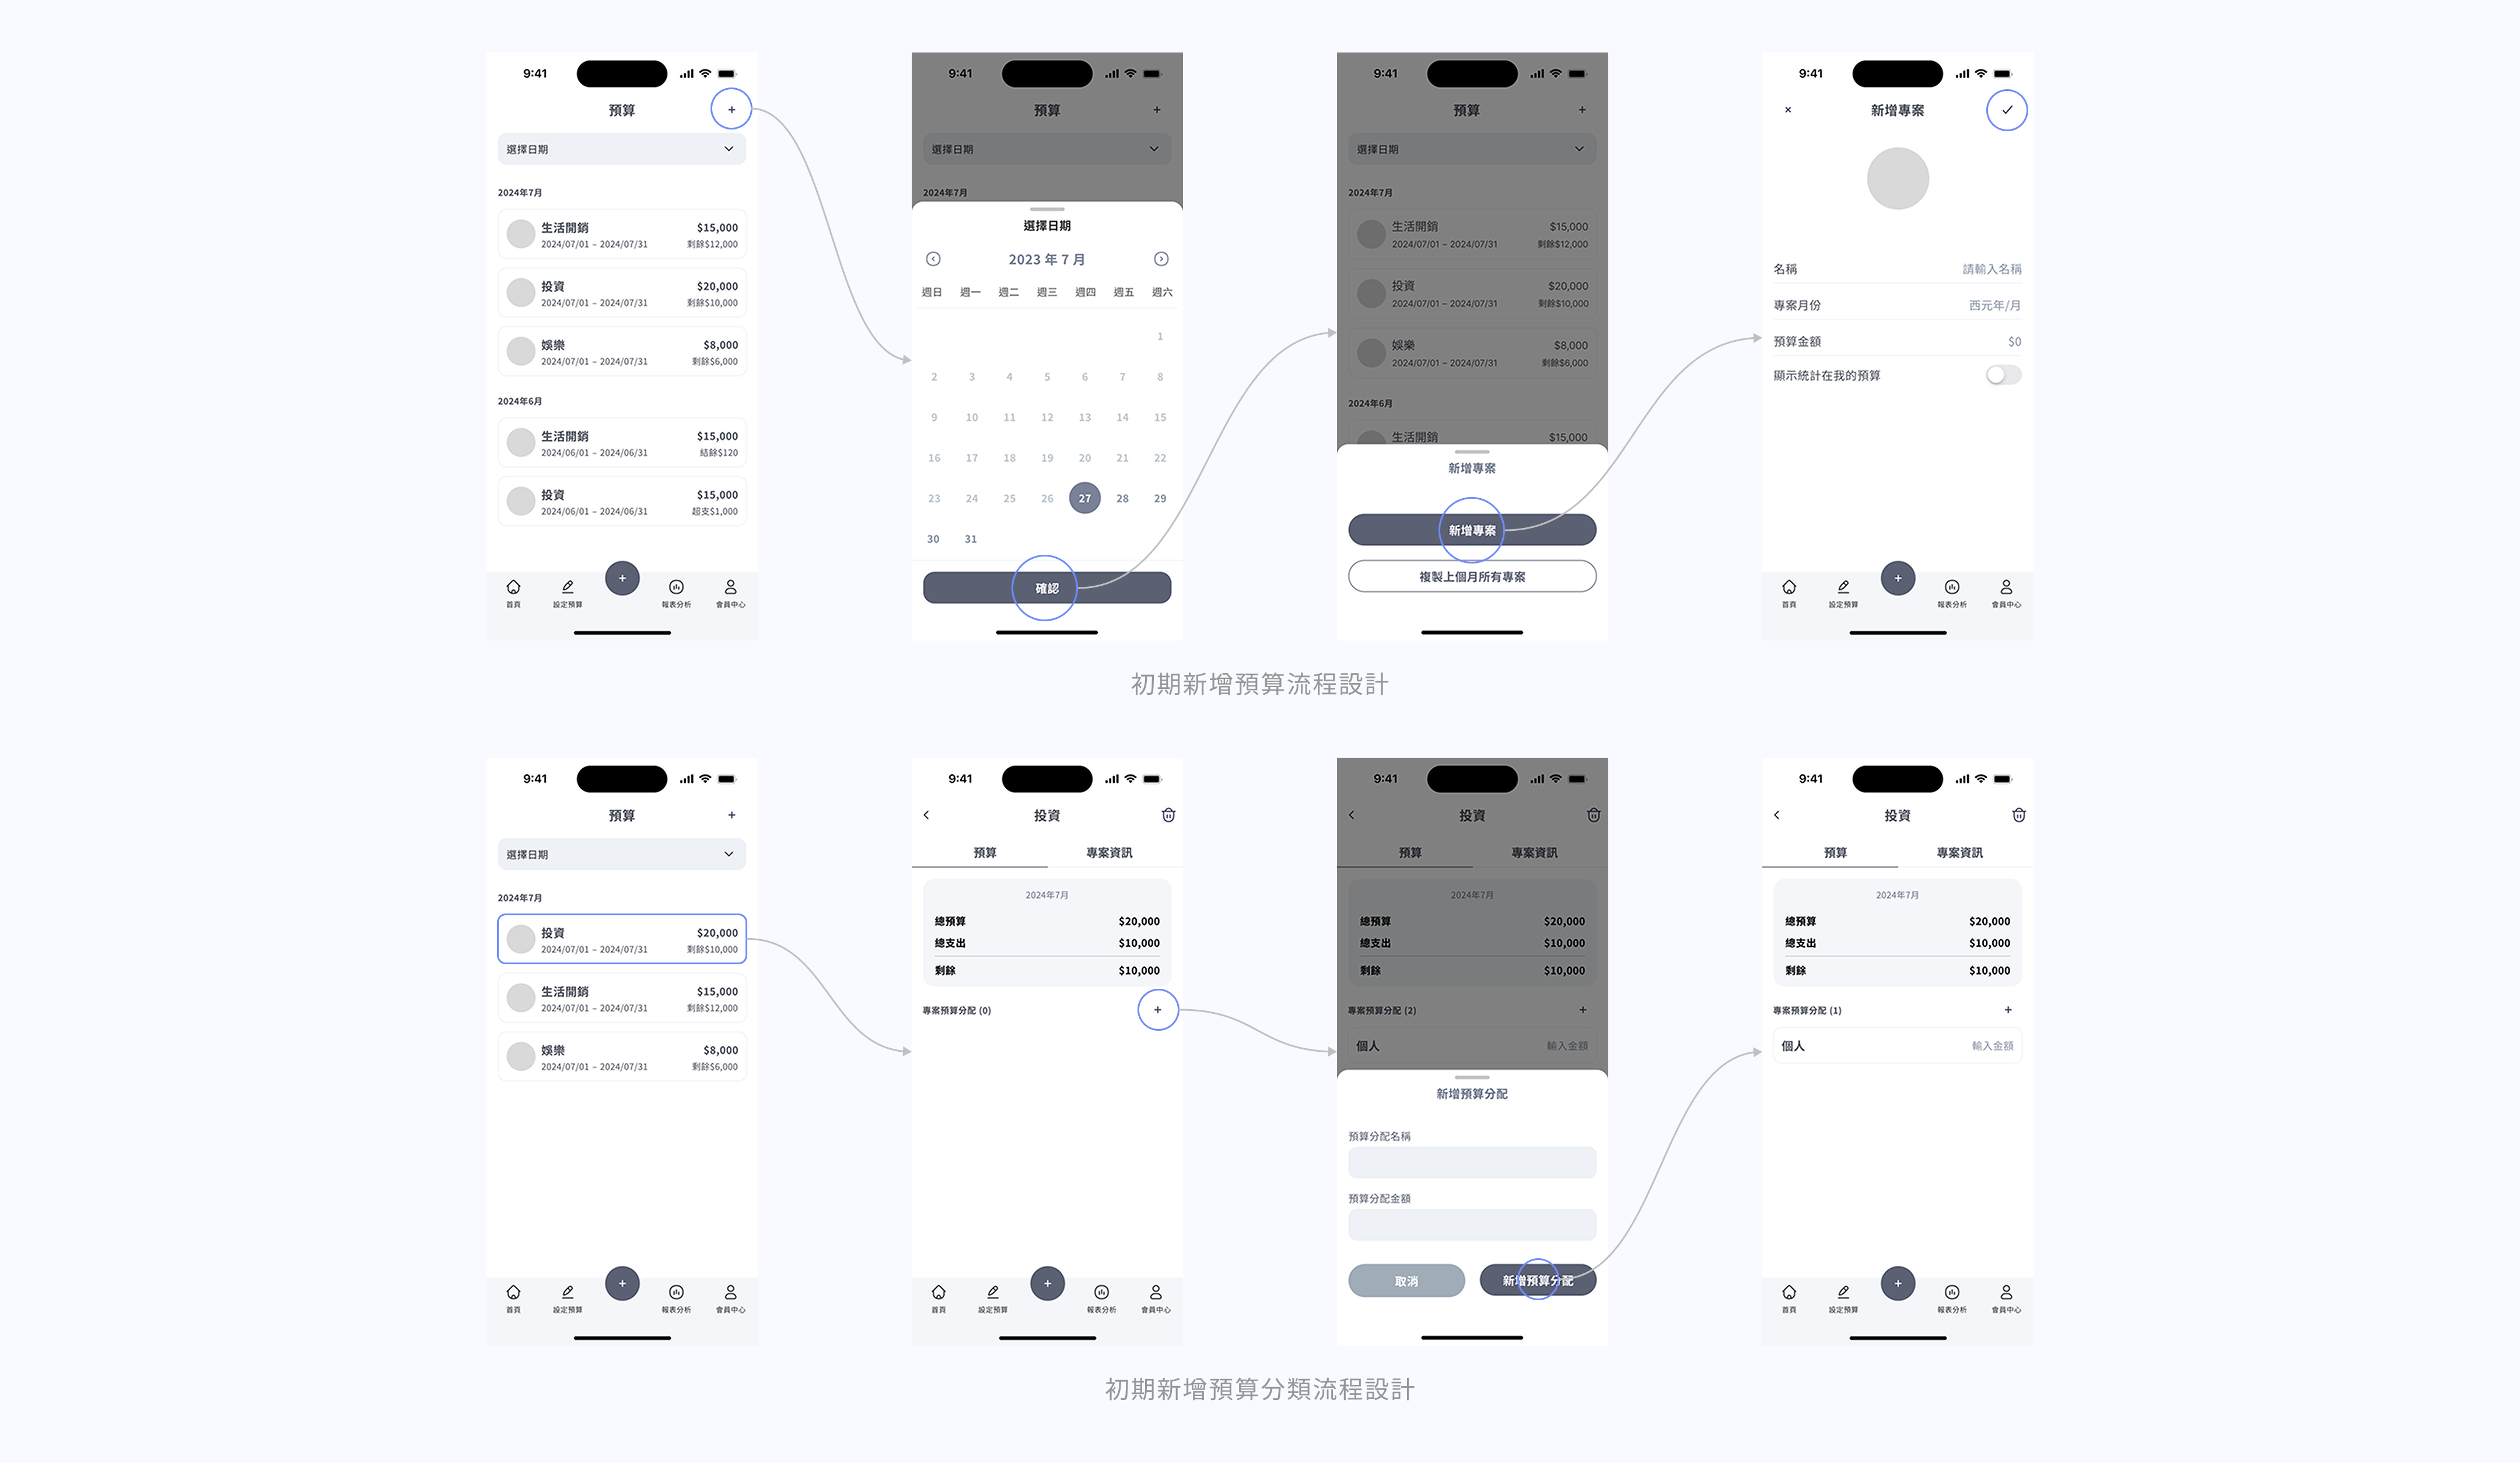 9:41
預算
+
選擇日期
2024年7月
生活開銷 $15,000
2024/07/01 – 2024/07/31 剩餘$12,000
投資 $20,000
2024/07/01 – 2024/07/31 剩餘$10,000
娛樂 $8,000
2024/07/01 – 2024/07/31 剩餘$6,000
2024年6月
生活開銷 $15,000
2024/06/01 – 2024/06/31 結餘$120
投資 $15,000
2024/06/01 – 2024/06/31 超支$1,000
+
首頁 設定預算 報表分析 會員中心
9:41
預算
+
選擇日期
2024年7月
選擇日期
2023 年 7 月
週日 週一 週二 週三 週四 週五 週六
1
2 3 4 5 6 7 8
9 10 11 12 13 14 15
16 17 18 19 20 21 22
23 24 25 26 27 28 29
30 31
確認
9:41
預算
+
選擇日期
2024年7月
生活開銷 $15,000
2024/07/01 – 2024/07/31 剩餘$12,000
投資 $20,000
2024/07/01 – 2024/07/31 剩餘$10,000
娛樂 $8,000
2024/07/01 – 2024/07/31 剩餘$6,000
2024年6月
生活開銷 $15,000
新增專案
新增專案
複製上個月所有專案
9:41
新增專案
名稱 請輸入名稱
專案月份 西元年/月
預算金額 $0
顯示統計在我的預算
+
首頁 設定預算 報表分析 會員中心
初期新增預算流程設計
9:41
預算
+
選擇日期
2024年7月
投資 $20,000
2024/07/01 – 2024/07/31 剩餘$10,000
生活開銷 $15,000
2024/07/01 – 2024/07/31 剩餘$12,000
娛樂 $8,000
2024/07/01 – 2024/07/31 剩餘$6,000
+
首頁 設定預算 報表分析 會員中心
9:41
投資
預算 專案資訊
2024年7月
總預算 $20,000
總支出 $10,000
剩餘 $10,000
專案預算分配 (0) +
+
首頁 設定預算 報表分析 會員中心
9:41
投資
預算 專案資訊
2024年7月
總預算 $20,000
總支出 $10,000
剩餘 $10,000
專案預算分配 (2) +
個人 輸入金額
新增預算分配
預算分配名稱
預算分配金額
取消 新增預算分配
9:41
投資
預算 專案資訊
2024年7月
總預算 $20,000
總支出 $10,000
剩餘 $10,000
專案預算分配 (1) +
個人 輸入金額
+
首頁 設定預算 報表分析 會員中心
初期新增預算分類流程設計